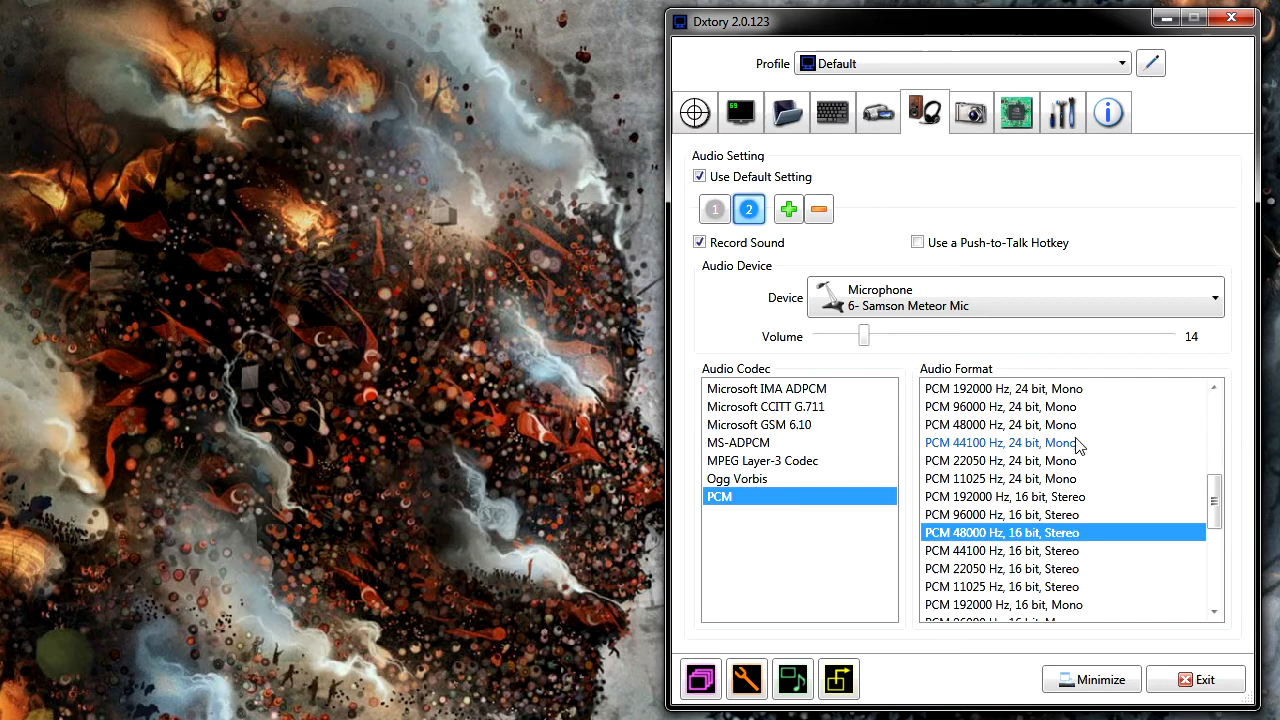 Dxtory 2.0.123
Profile
Default
69
Audio Setting
Use Default Setting
1
2
Record Sound
Use a Push-to-Talk Hotkey
Audio Device
Device
Microphone
6- Samson Meteor Mic
Volume
14
Audio Codec
Microsoft IMA ADPCM
Microsoft CCITT G.711
Microsoft GSM 6.10
MS-ADPCM
MPEG Layer-3 Codec
Ogg Vorbis
PCM
Audio Format
PCM 192000 Hz, 24 bit, Mono
PCM 96000 Hz, 24 bit, Mono
PCM 48000 Hz, 24 bit, Mono
PCM 44100 Hz, 24 bit, Mono
PCM 22050 Hz, 24 bit, Mono
PCM 11025 Hz, 24 bit, Mono
PCM 192000 Hz, 16 bit, Stereo
PCM 96000 Hz, 16 bit, Stereo
PCM 48000 Hz, 16 bit, Stereo
PCM 44100 Hz, 16 bit, Stereo
PCM 22050 Hz, 16 bit, Stereo
PCM 11025 Hz, 16 bit, Stereo
PCM 192000 Hz, 16 bit, Mono
Minimize
Exit